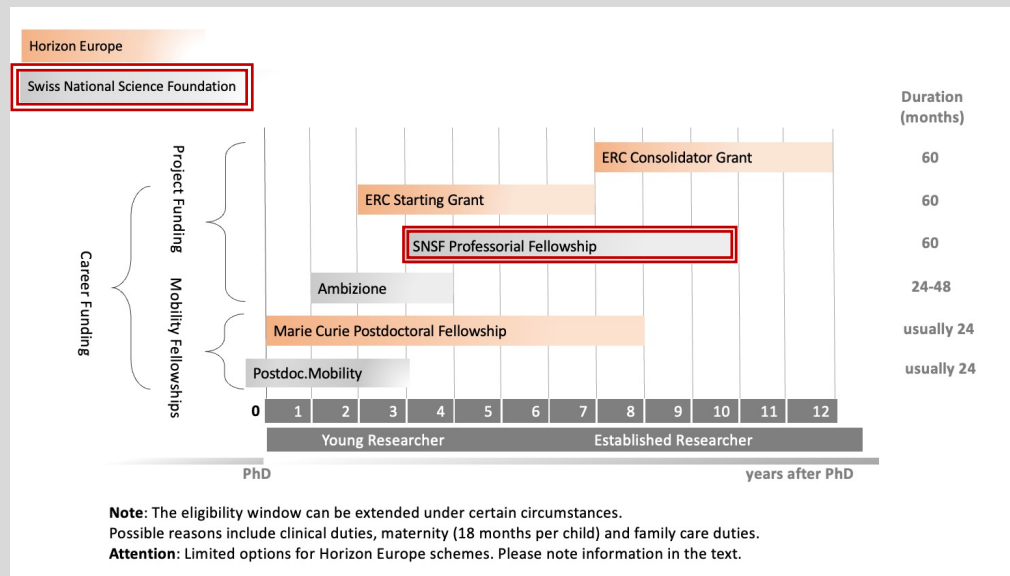 Horizon Europe
Swiss National Science Foundation
Duration
(months)
Project Funding
Career Funding
Mobility Fellowships
ERC Consolidator Grant
60
ERC Starting Grant
60
SNSF Professorial Fellowship
60
Ambizione
24-48
Marie Curie Postdoctoral Fellowship
usually 24
Postdoc.Mobility
usually 24
0 1 2 3 4 5 6 7 8 9 10 11 12
Young Researcher Established Researcher
PhD years after PhD
Note: The eligibility window can be extended under certain circumstances.
Possible reasons include clinical duties, maternity (18 months per child) and family care duties.
Attention: Limited options for Horizon Europe schemes. Please note information in the text.